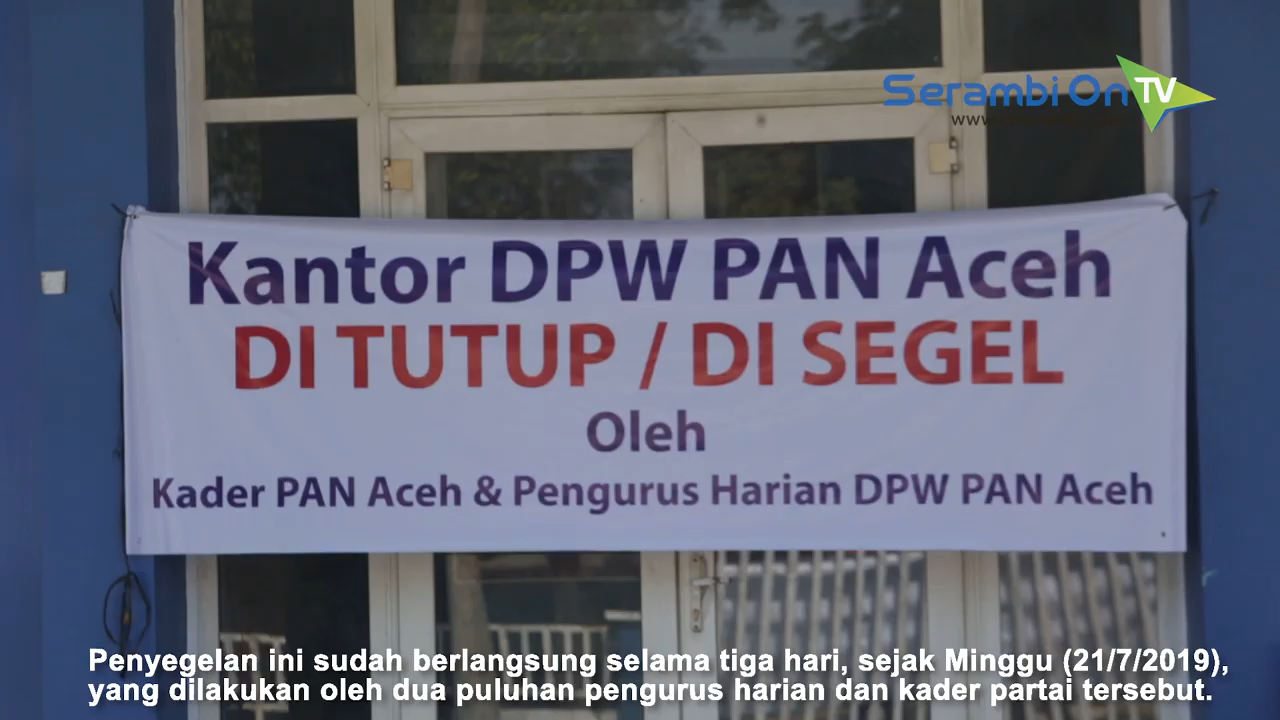 Serambi On TV
www.
Kantor DPW PAN Aceh
DI TUTUP / DI SEGEL
Oleh
Kader PAN Aceh & Pengurus Harian DPW PAN Aceh
Penyegelan ini sudah berlangsung selama tiga hari, sejak Minggu (21/7/2019),
yang dilakukan oleh dua puluhan pengurus harian dan kader partai tersebut.